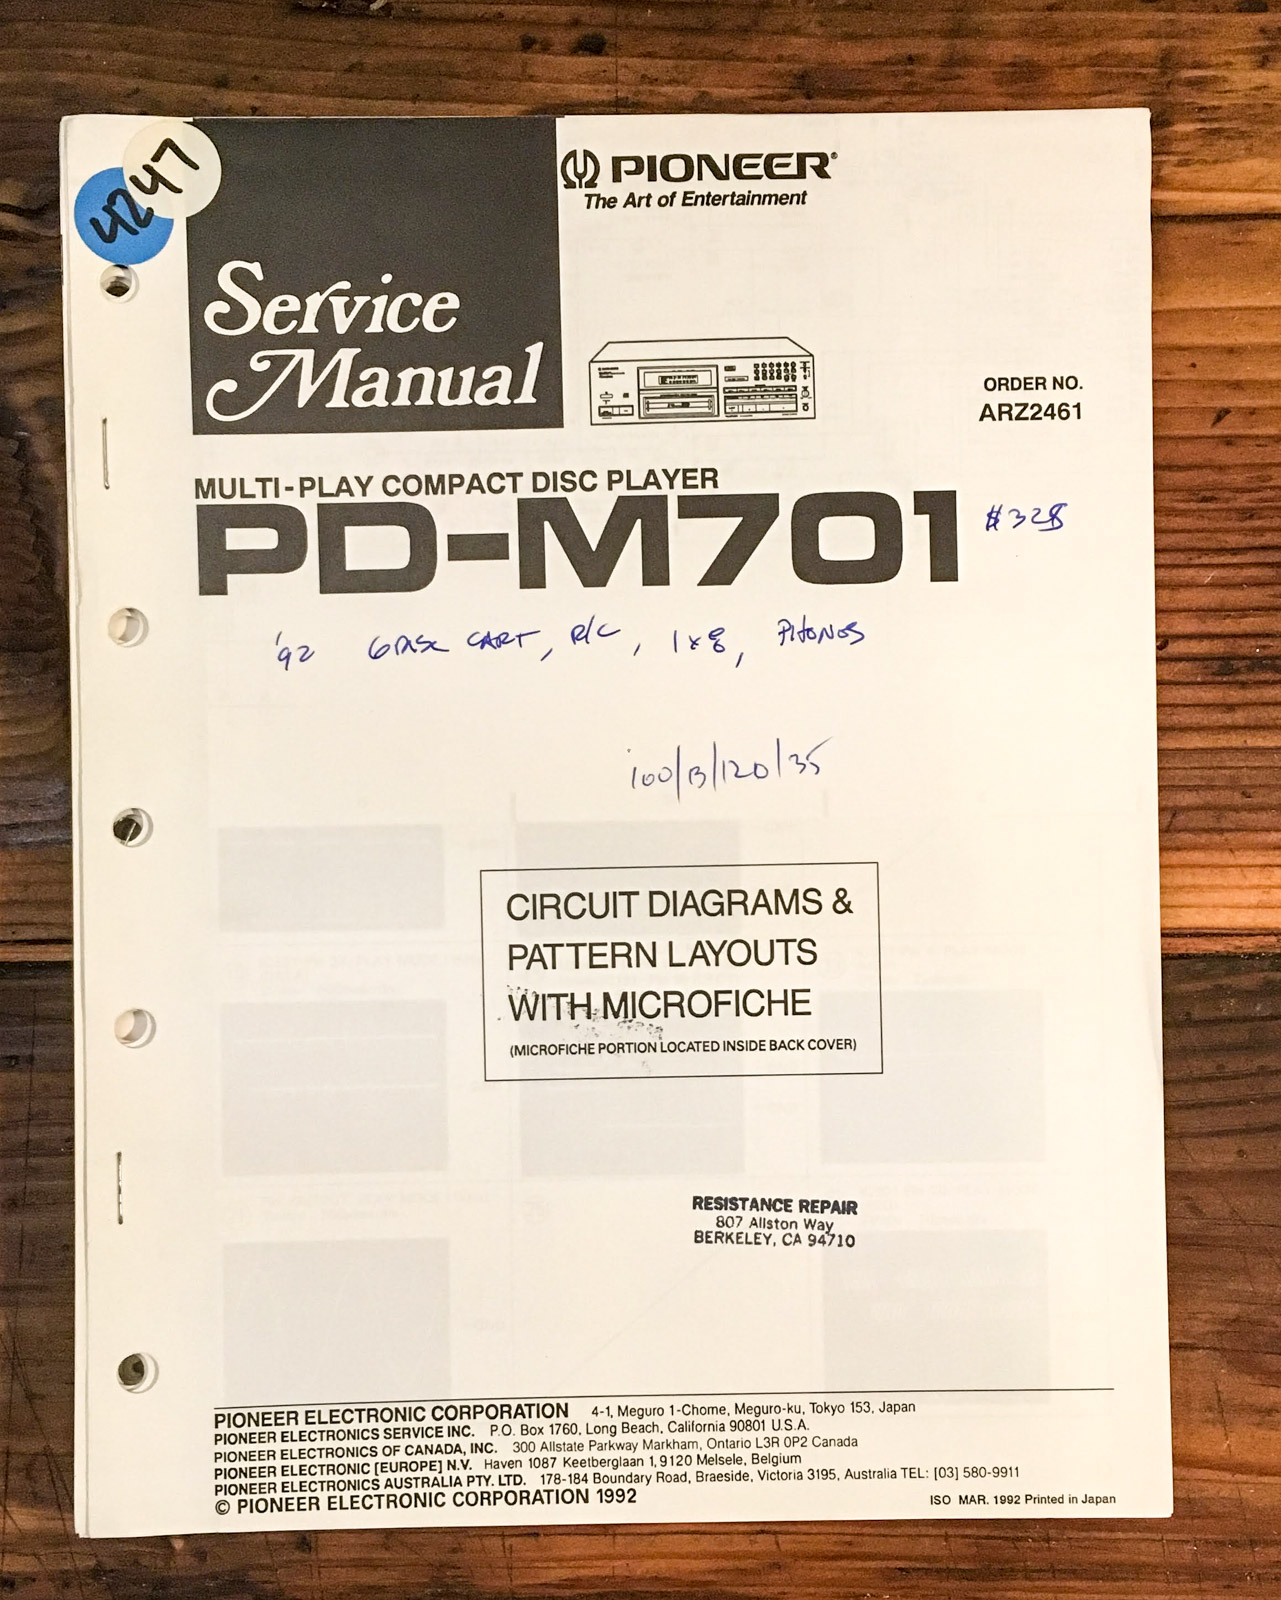 4247
PIONEER®
The Art of Entertainment
Service
Manual
ORDER NO.
ARZ2461
MULTI-PLAY COMPACT DISC PLAYER
PD-M701
$328
'92 6 DISC CART, R/C, 1x8, PHONES
100/B/120/35
CIRCUIT DIAGRAMS &
PATTERN LAYOUTS
WITH MICROFICHE
(MICROFICHE PORTION LOCATED INSIDE BACK COVER)
RESISTANCE REPAIR
807 Allston Way
BERKELEY, CA 94710
PIONEER ELECTRONIC CORPORATION 4-1, Meguro 1-Chome, Meguro-ku, Tokyo 153, Japan
PIONEER ELECTRONICS SERVICE INC. P.O. Box 1760, Long Beach, California 90801 U.S.A.
PIONEER ELECTRONICS OF CANADA, INC. 300 Allstate Parkway Markham, Ontario L3R 0P2 Canada
PIONEER ELECTRONIC [EUROPE] N.V. Haven 1087 Keetberglaan 1, 9120 Melsele, Belgium
PIONEER ELECTRONICS AUSTRALIA PTY. LTD. 178-184 Boundary Road, Braeside, Victoria 3195, Australia TEL: [03] 580-9911
© PIONEER ELECTRONIC CORPORATION 1992
ISO MAR. 1992 Printed in Japan